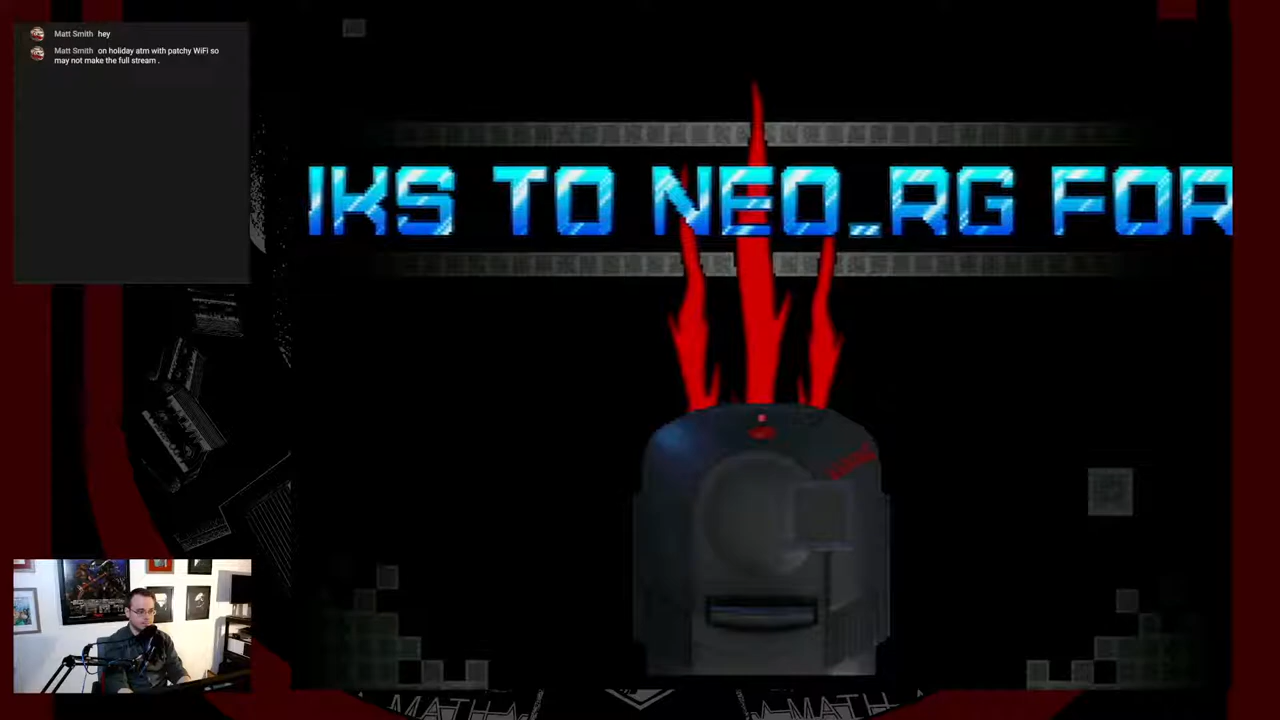 Matt Smith hey
Matt Smith on holiday atm with patchy WiFi so
may not make the full stream .
KS TO NEO_RG FOR